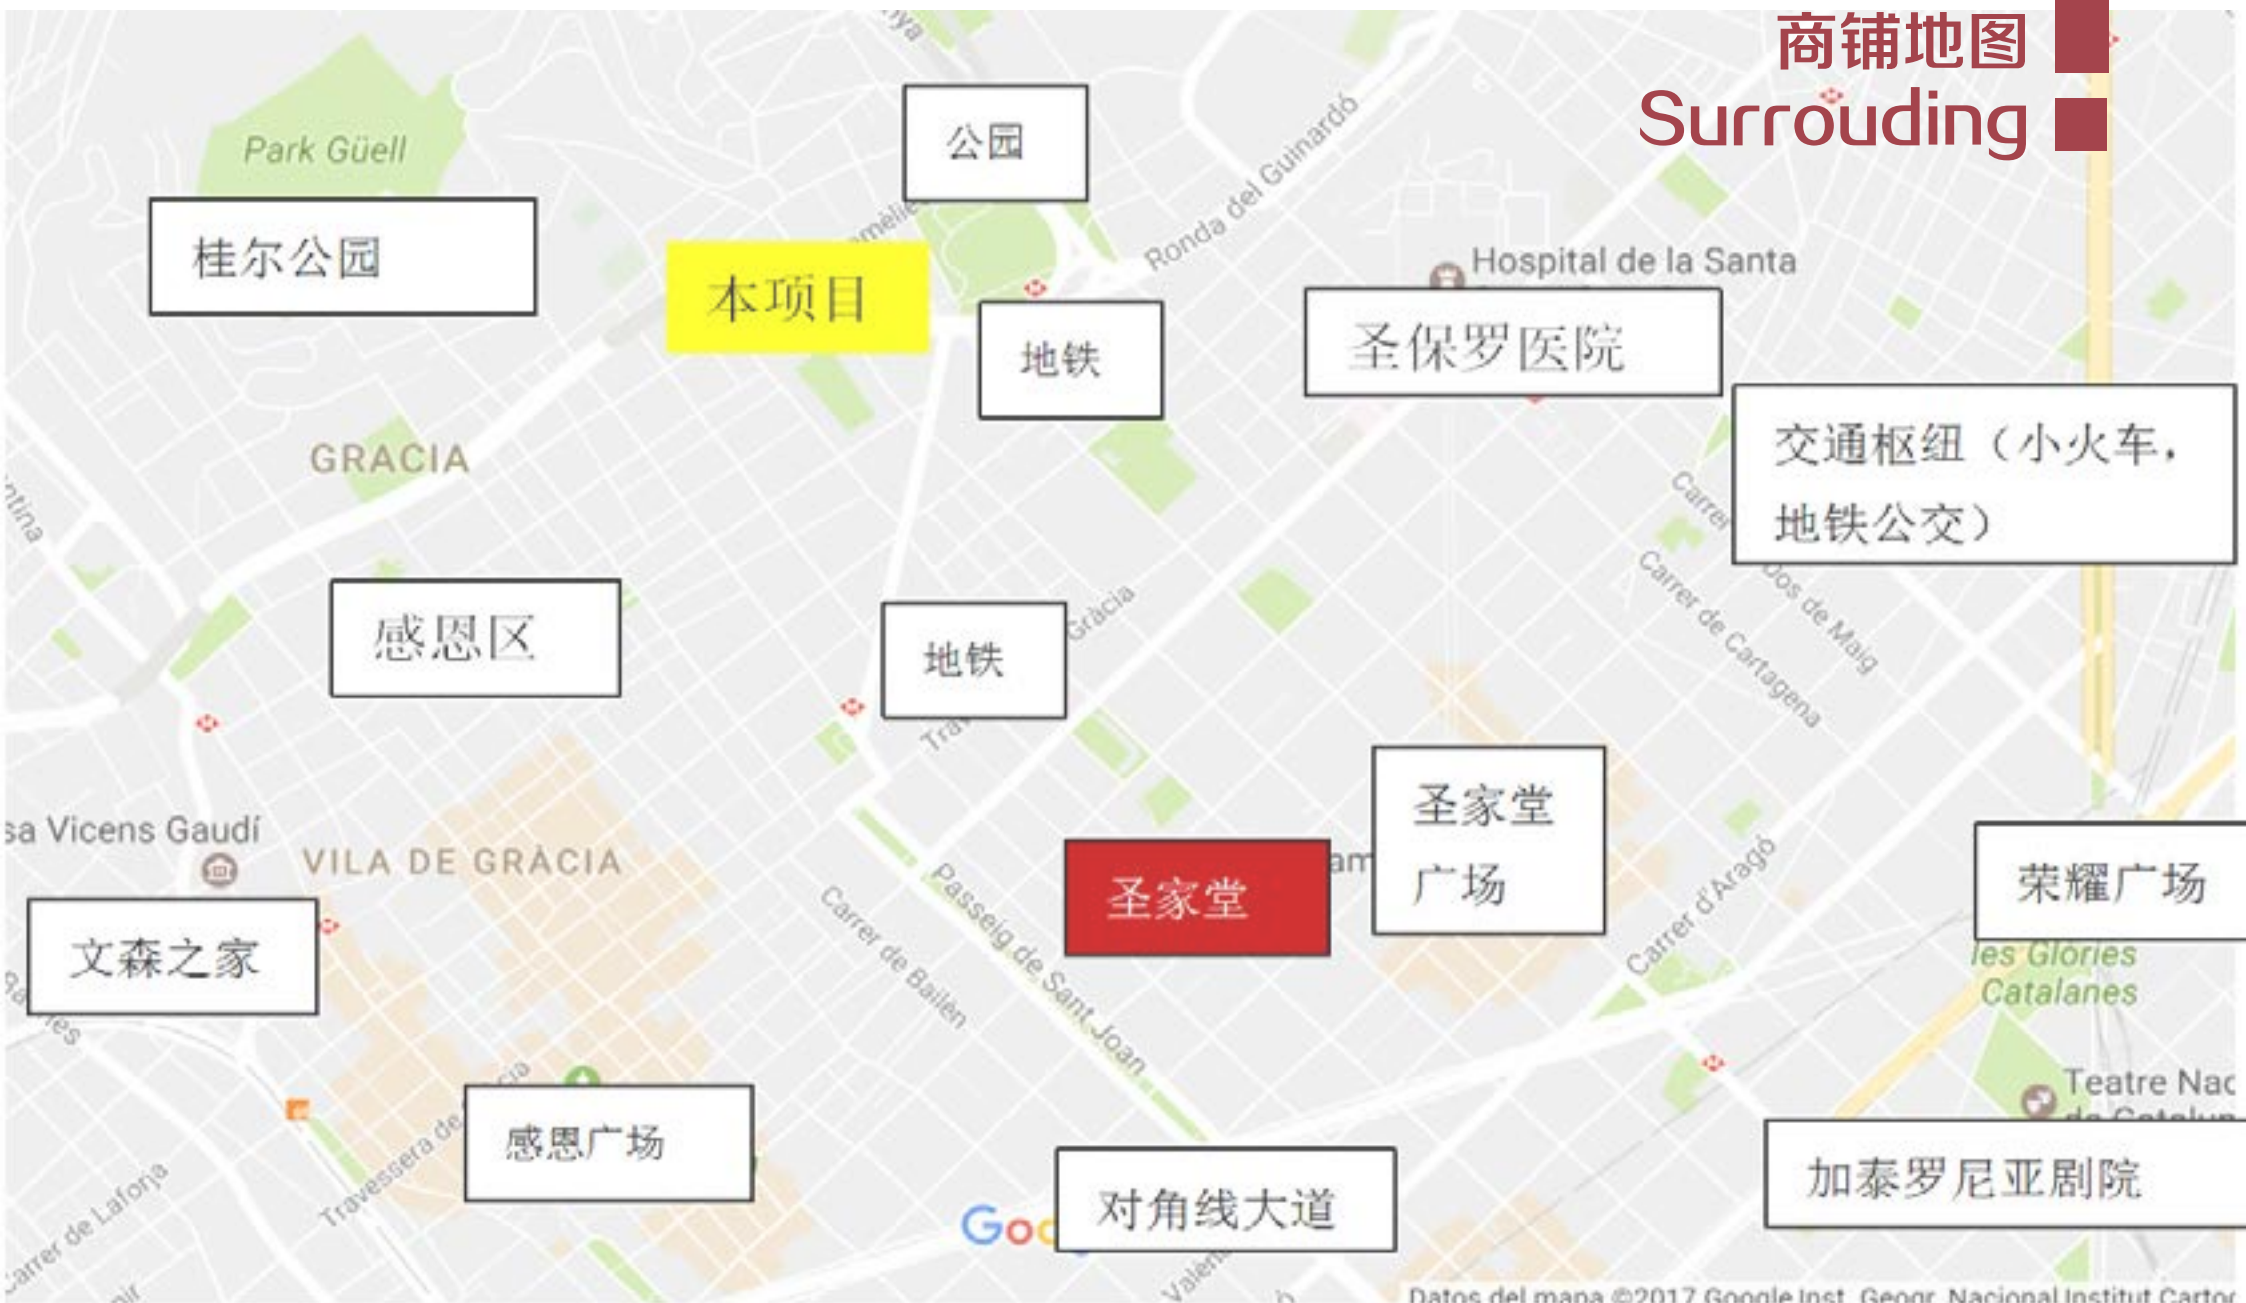 商铺地图
Surrouding
公园
Park Güell
桂尔公园
Ronda del Guinardó
本项目
地铁
Hospital de la Santa
圣保罗医院
交通枢纽（小火车，
地铁公交）
GRACIA
感恩区
地铁
Gràcia
Carrer
Dos de Maig
Carrer de Cartagena
圣家堂
广场
圣家堂
sa Vicens Gaudí
VILA DE GRÀCIA
文森之家
Carrer de Bailèn
Passeig de Sant Joan
Carrer d'Aragó
荣耀广场
les Glòries
Catalanes
Teatre Nac
加泰罗尼亚剧院
Travessera de
感恩广场
对角线大道
Carrer de Laforja
Datos del mapa ©2017 Google Inst. Geogr. Nacional Institut Cartog